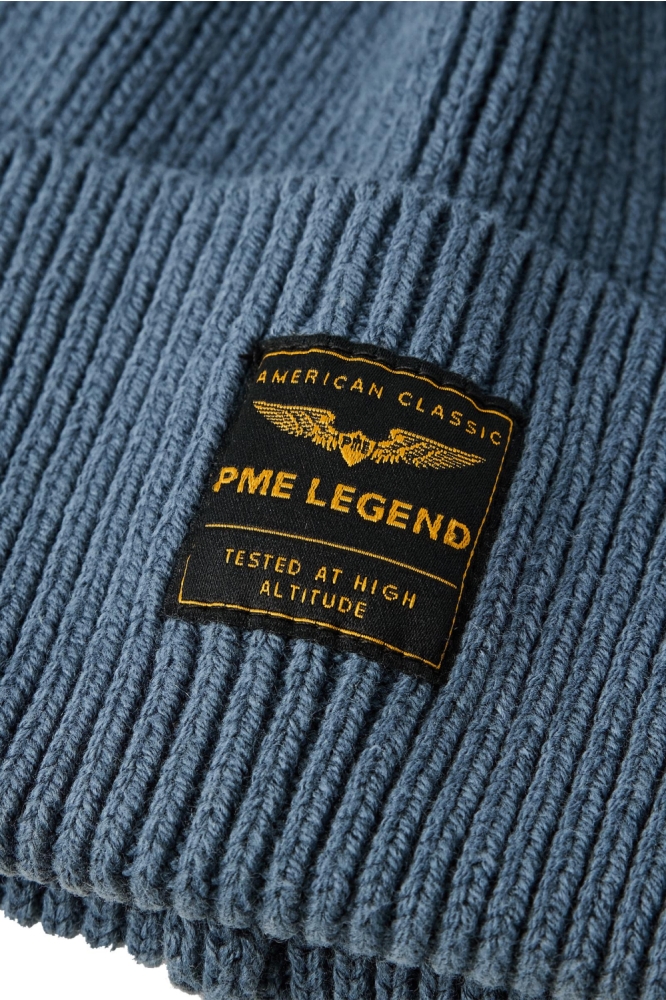 AMERICAN CLASSIC
PME
PME LEGEND
TESTED AT HIGH
ALTITUDE